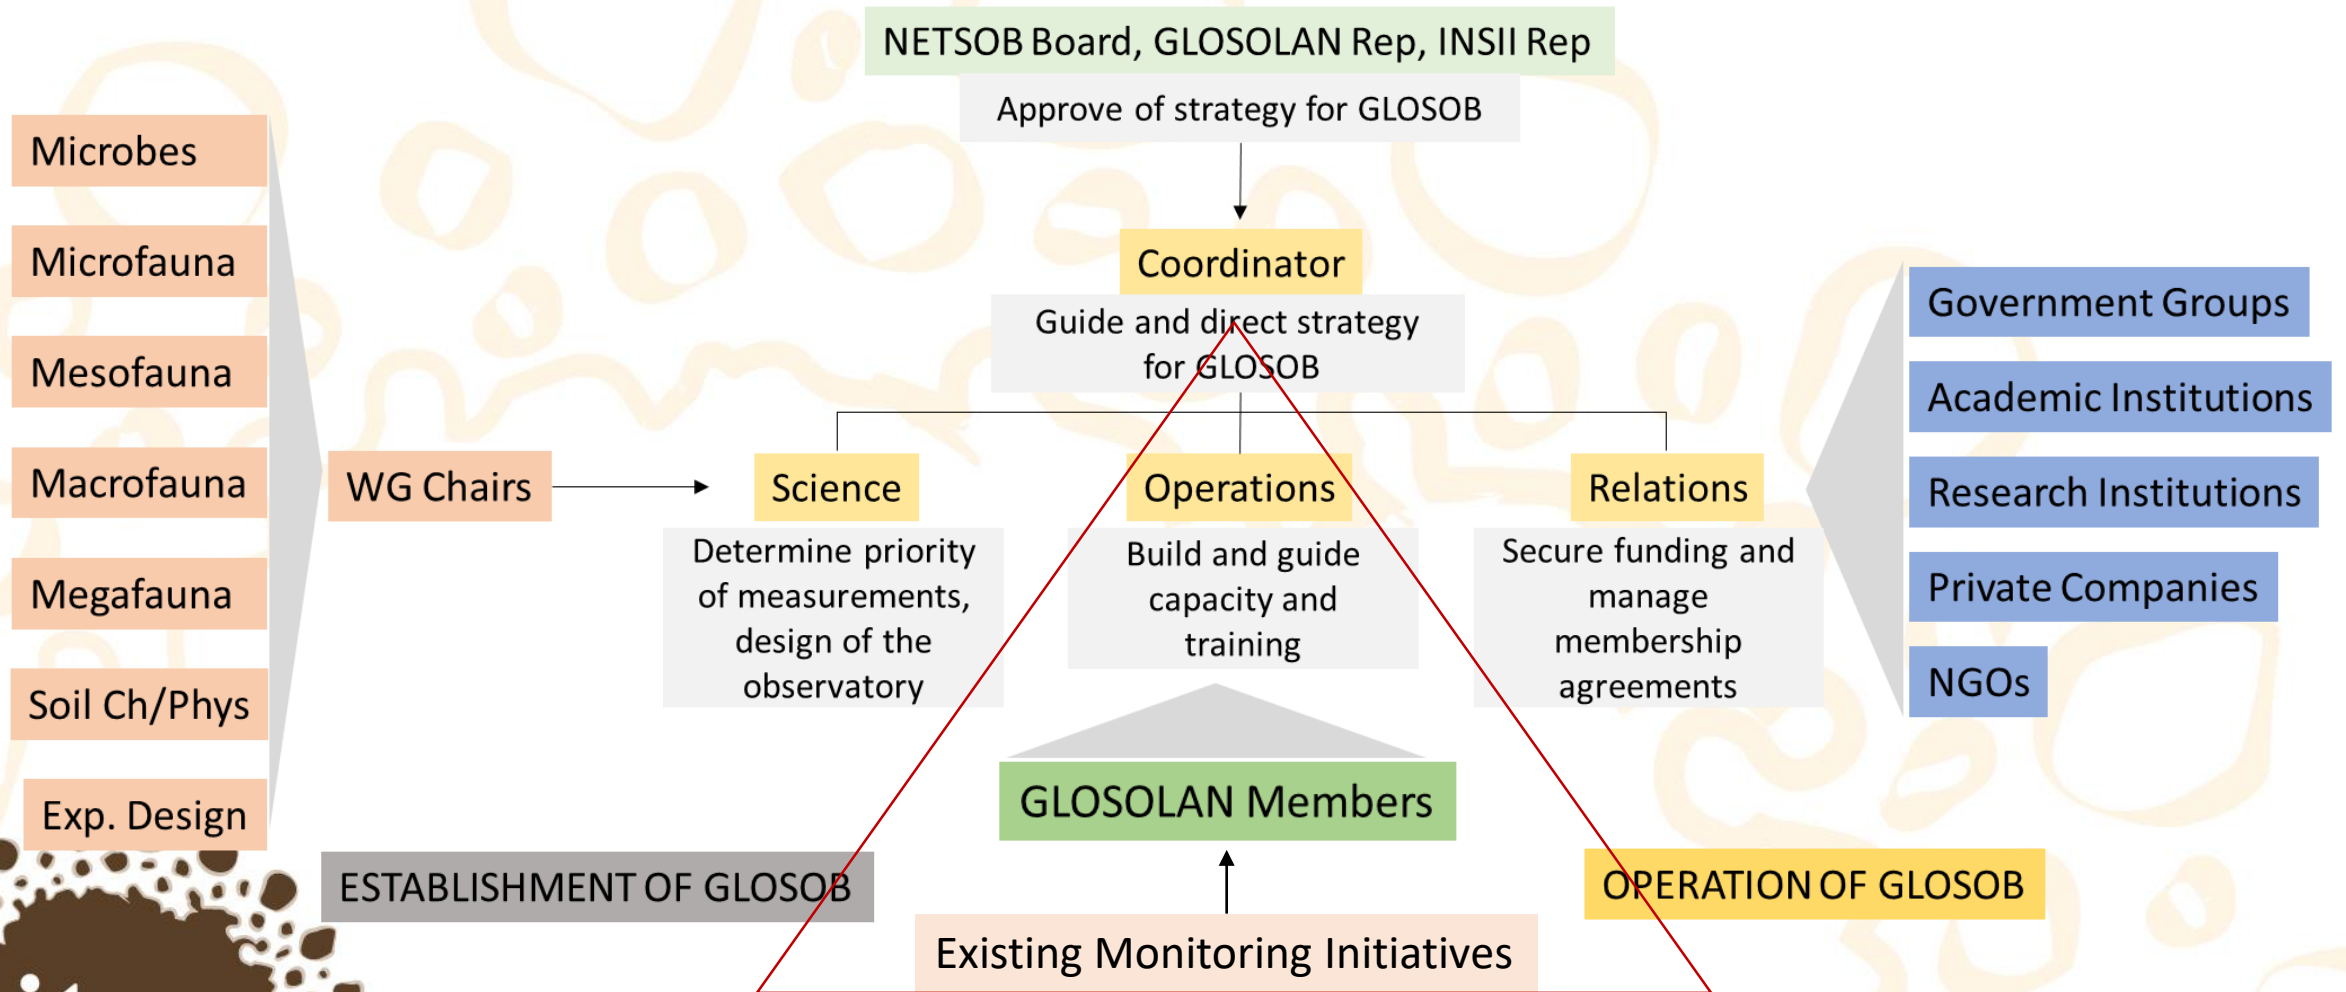 NETSOB Board, GLOSOLAN Rep, INSII Rep
Approve of strategy for GLOSOB
Microbes
Microfauna
Mesofauna
Macrofauna
Megafauna
Soil Ch/Phys
Exp. Design
WG Chairs
Coordinator
Guide and direct strategy
for GLOSOB
Science
Determine priority
of measurements,
design of the
observatory
Operations
Build and guide
capacity and
training
Relations
Secure funding and
manage
membership
agreements
Government Groups
Academic Institutions
Research Institutions
Private Companies
NGOs
GLOSOLAN Members
ESTABLISHMENT OF GLOSOB
OPERATION OF GLOSOB
Existing Monitoring Initiatives